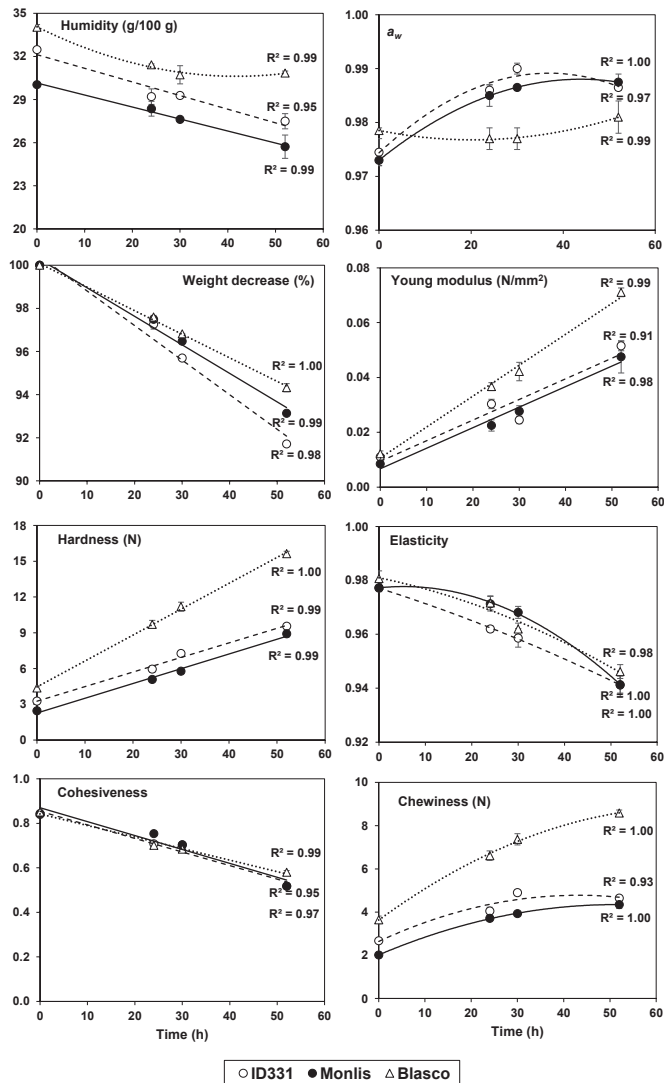 Humidity (g/100 g)
36
33
30
28
26
24
22
20
R² = 0.99
R² = 0.95
R² = 0.99
0 10 20 30 40 50 60
a_w
1.00
0.99
0.98
0.97
0.96
R² = 1.00
R² = 0.97
R² = 0.99
0 20 40 60
Weight decrease (%)
100
98
96
94
92
90
R² = 1.00
R² = 0.99
R² = 0.98
0 10 20 30 40 50 60
Young modulus (N/mm²)
0.08
0.06
0.04
0.02
0.00
R² = 0.99
R² = 0.91
R² = 0.98
0 10 20 30 40 50 60
Hardness (N)
18
15
12
9
6
3
0
R² = 1.00
R² = 0.99
R² = 0.99
0 10 20 30 40 50 60
Elasticity
1.00
0.98
0.96
0.94
0.92
R² = 0.98
R² = 1.00
R² = 1.00
0 10 20 30 40 50 60
Cohesiveness
1.0
0.8
0.6
0.4
0.2
0.0
R² = 0.99
R² = 0.95
R² = 0.97
0 10 20 30 40 50 60
Time (h)
Chewiness (N)
10
8
6
4
2
0
R² = 1.00
R² = 0.93
R² = 1.00
0 10 20 30 40 50 60
Time (h)
ID331 Monlis Blasco